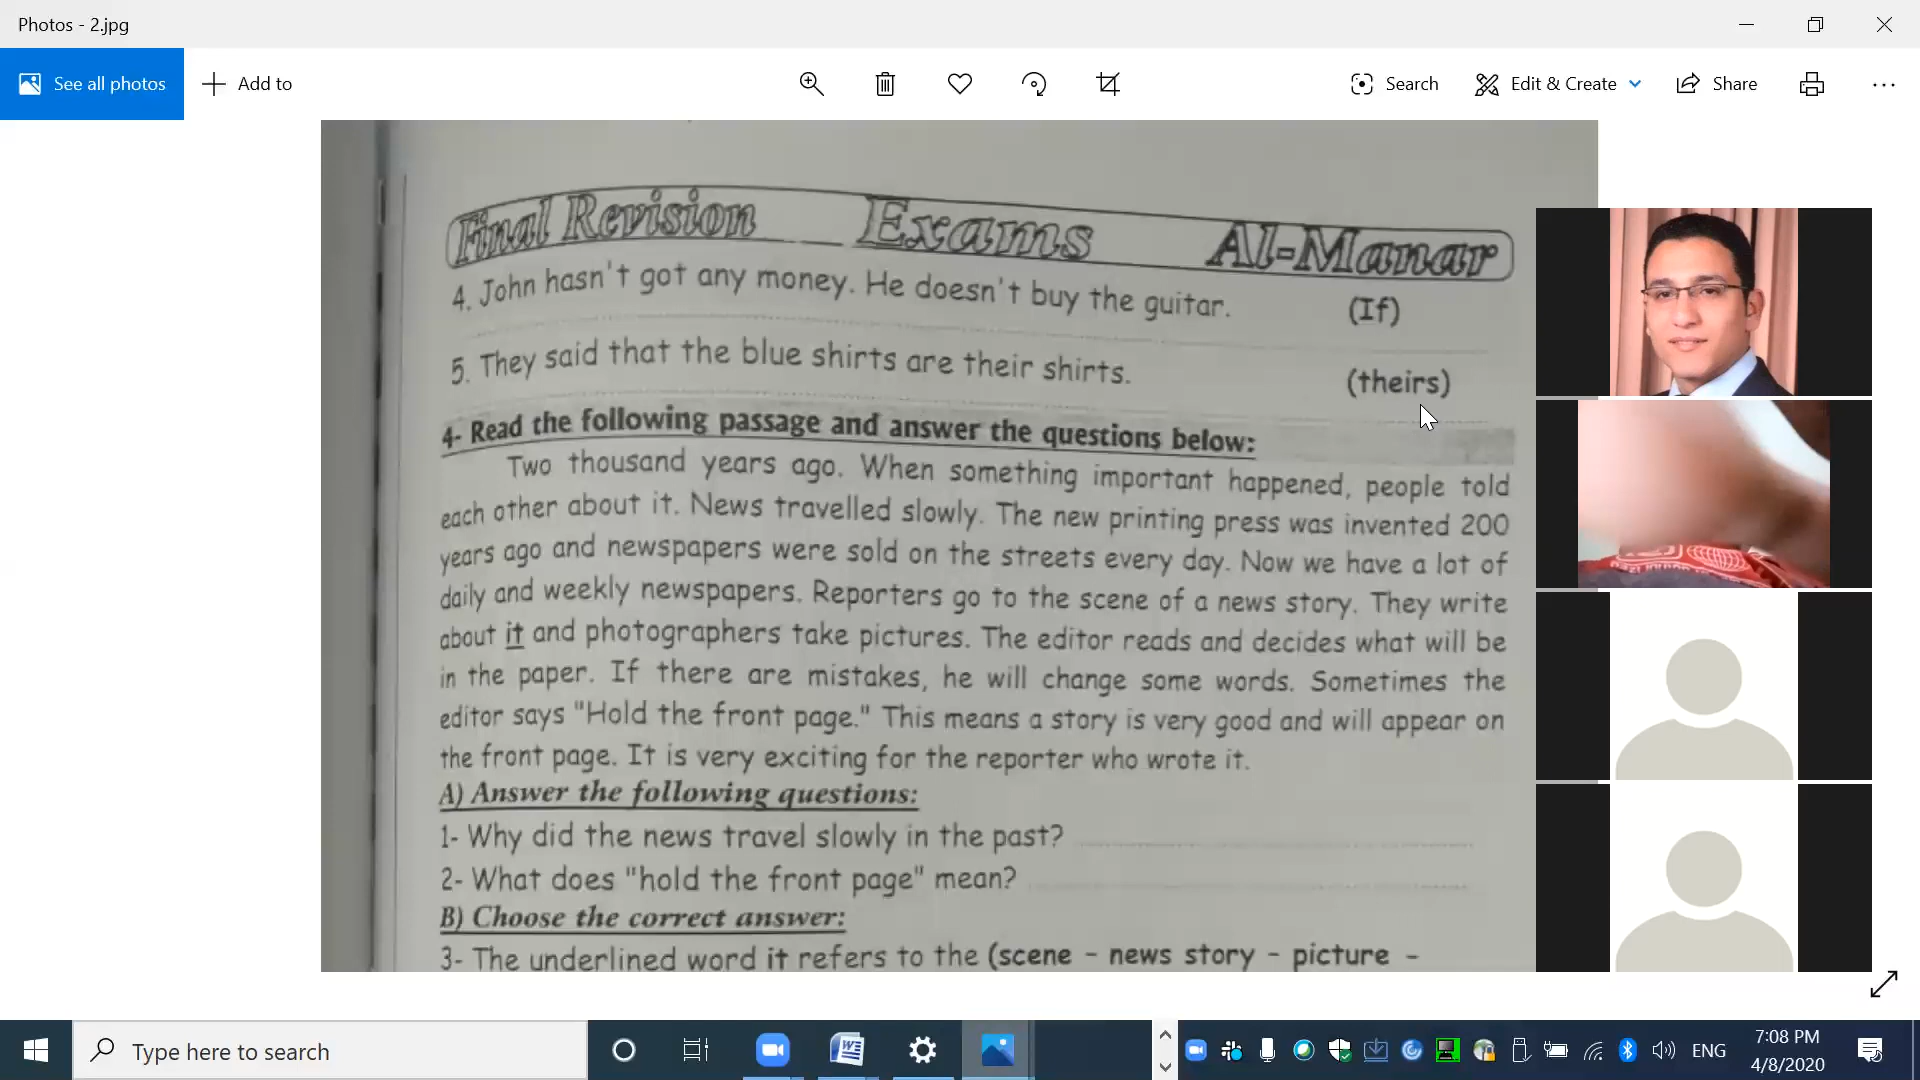 Photos - 2.jpg
See all photos
Add to
Search
Edit & Create
Share
Final Revision Exams Al-Manar
4. John hasn't got any money. He doesn't buy the guitar. (If)
5. They said that the blue shirts are their shirts. (theirs)
4- Read the following passage and answer the questions below:
Two thousand years ago. When something important happened, people told
each other about it. News travelled slowly. The new printing press was invented 200
years ago and newspapers were sold on the streets every day. Now we have a lot of
daily and weekly newspapers. Reporters go to the scene of a news story. They write
about it and photographers take pictures. The editor reads and decides what will be
in the paper. If there are mistakes, he will change some words. Sometimes the
editor says "Hold the front page." This means a story is very good and will appear on
the front page. It is very exciting for the reporter who wrote it.
A) Answer the following questions:
1- Why did the news travel slowly in the past?
2- What does "hold the front page" mean?
B) Choose the correct answer:
3- The underlined word it refers to the (scene - news story - picture -
Type here to search
ENG
7:08 PM
4/8/2020